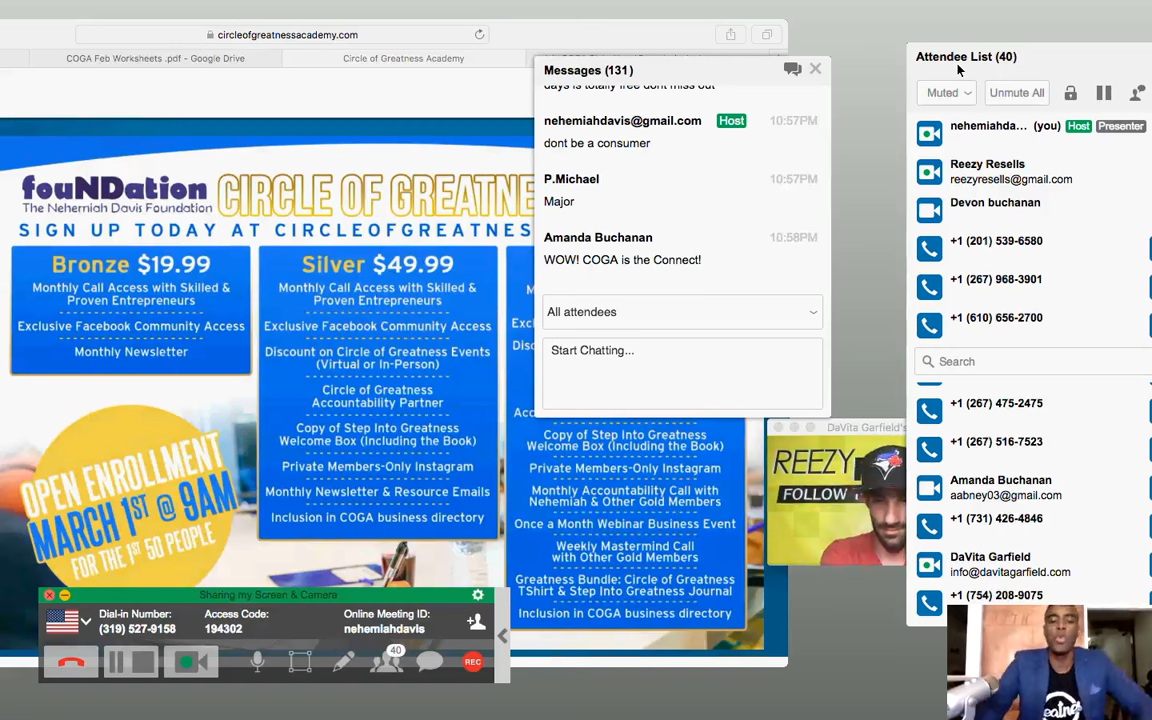 circleofgreatnessacademy.com
COGA Feb Worksheets .pdf - Google Drive
Circle of Greatness Academy
fouNDation
The Nehemiah Davis Foundation
CIRCLE OF GREATNE
SIGN UP TODAY AT CIRCLEOFGREATNES
Bronze $19.99
Monthly Call Access with Skilled &
Proven Entrepreneurs
Exclusive Facebook Community Access
Monthly Newsletter
Silver $49.99
Monthly Call Access with Skilled &
Proven Entrepreneurs
Exclusive Facebook Community Access
Discount on Circle of Greatness Events
(Virtual or In-Person)
Circle of Greatness
Accountability Partner
Copy of Step Into Greatness
Welcome Box (Including the Book)
Private Members-Only Instagram
Monthly Newsletter & Resource Emails
Inclusion in COGA business directory
Copy of Step Into Greatness
Welcome Box (Including the Book)
Private Members-Only Instagram
Monthly Accountability Call with
Nehemiah & Other Gold Members
Once a Month Webinar Business Event
Weekly Mastermind Call
with Other Gold Members
Greatness Bundle: Circle of Greatness
TShirt & Step Into Greatness Journal
Inclusion in COGA business directory
OPEN ENROLLMENT
MARCH 1ST @ 9AM
FOR THE 1ST 50 PEOPLE
Messages (131)
days is totally free dont miss out
nehemiahdavis@gmail.com Host 10:57PM
dont be a consumer
P.Michael 10:57PM
Major
Amanda Buchanan 10:58PM
WOW! COGA is the Connect!
All attendees
Start Chatting...
DaVita Garfield's
REEZY
FOLLOW
Attendee List (40)
Muted Unmute All
nehemiahda... (you) Host Presenter
Reezy Resells
reezyresells@gmail.com
Devon buchanan
+1 (201) 539-6580
+1 (267) 968-3901
+1 (610) 656-2700
Search
+1 (267) 475-2475
+1 (267) 516-7523
Amanda Buchanan
aabney03@gmail.com
+1 (731) 426-4846
DaVita Garfield
info@davitagarfield.com
+1 (754) 208-9075
Sharing my Screen & Camera
Dial-in Number: Access Code: Online Meeting ID:
(319) 527-9158 194302 nehemiahdavis
40
REC